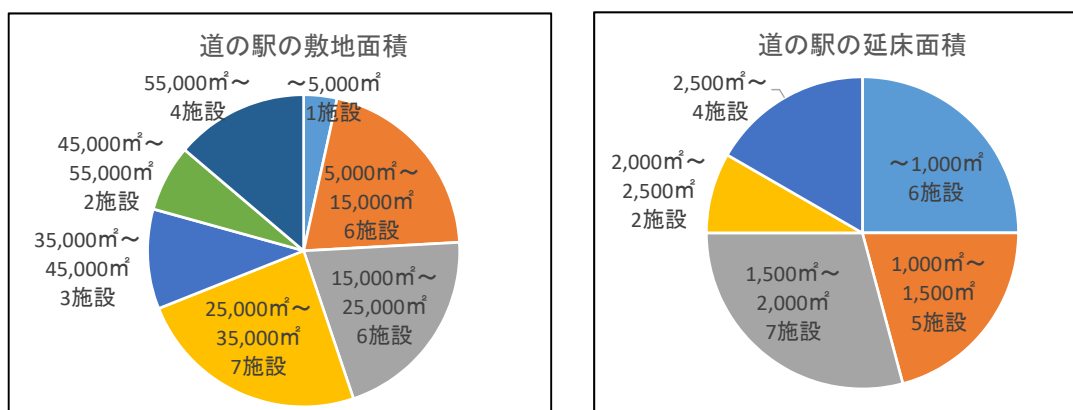 道の駅の敷地面積
～5,000㎡
1施設
5,000㎡～
15,000㎡
6施設
15,000㎡～
25,000㎡
6施設
25,000㎡～
35,000㎡
7施設
35,000㎡～
45,000㎡
3施設
45,000㎡～
55,000㎡
2施設
55,000㎡～
4施設
道の駅の延床面積
～1,000㎡
6施設
1,000㎡～
1,500㎡
5施設
1,500㎡～
2,000㎡
7施設
2,000㎡～
2,500㎡
2施設
2,500㎡～
4施設